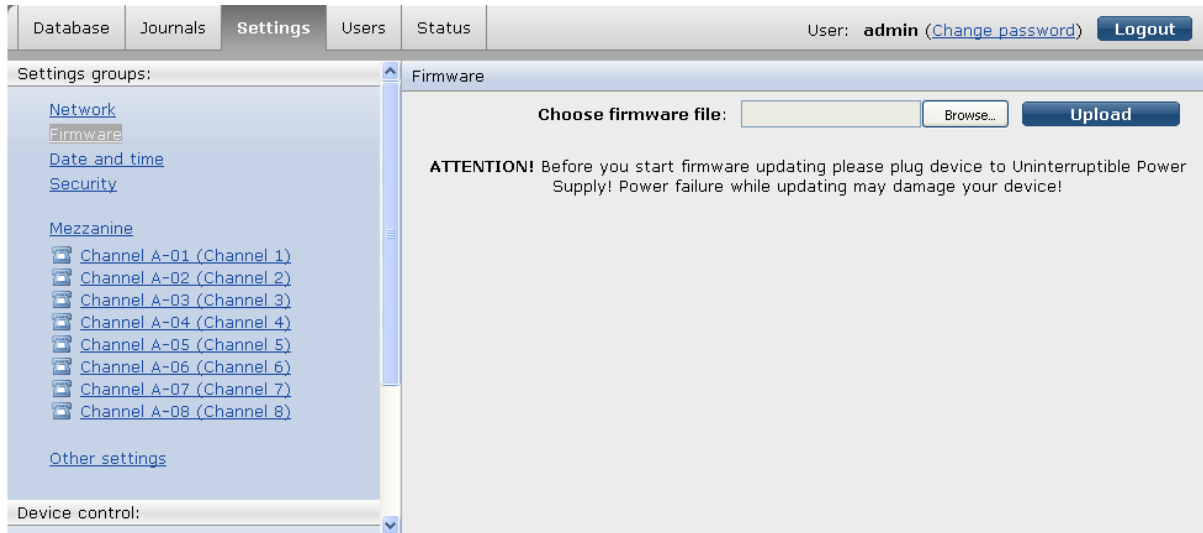 Database Journals Settings Users Status User: admin (Change password) Logout
Settings groups:
Network
Firmware
Date and time
Security
Mezzanine
Channel A-01 (Channel 1)
Channel A-02 (Channel 2)
Channel A-03 (Channel 3)
Channel A-04 (Channel 4)
Channel A-05 (Channel 5)
Channel A-06 (Channel 6)
Channel A-07 (Channel 7)
Channel A-08 (Channel 8)
Other settings
Device control:
Firmware
Choose firmware file: Browse... Upload
ATTENTION! Before you start firmware updating please plug device to Uninterruptible Power
Supply! Power failure while updating may damage your device!